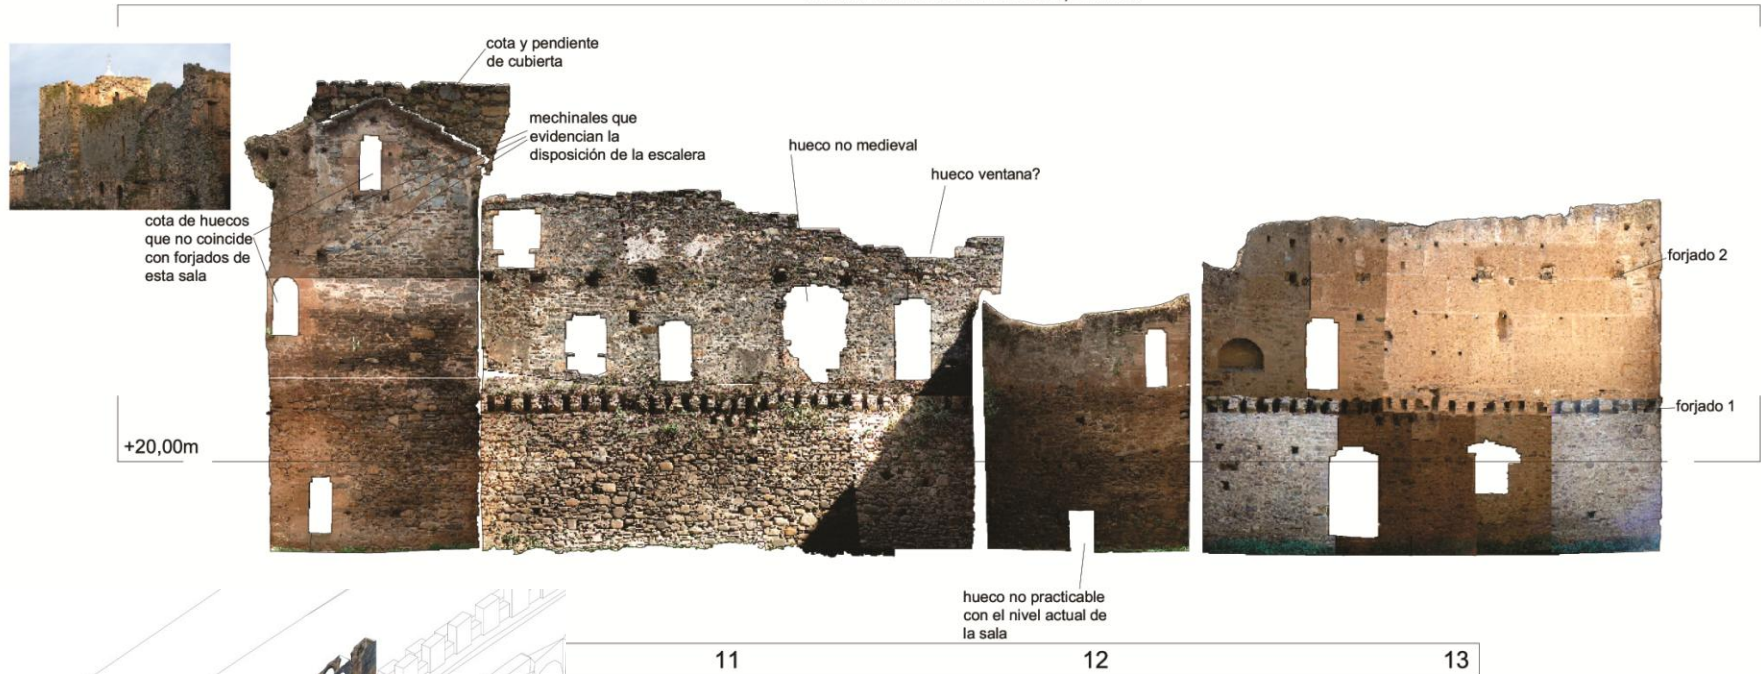 cota y pendiente
de cubierta
mechinales que
evidencian la
disposición de la escalera
hueco no medieval
hueco ventana?
cota de huecos
que no coincide
con forjados de
esta sala
forjado 2
forjado 1
+20,00m
hueco no practicable
con el nivel actual de
la sala
11
12
13